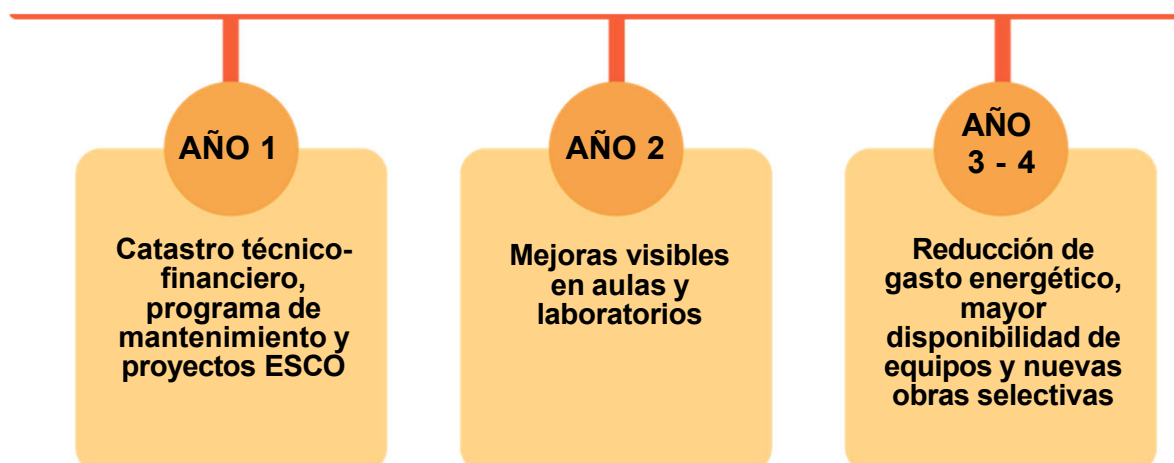 AÑO 1
Catastro técnico-
financiero,
programa de
mantenimiento y
proyectos ESCO
AÑO 2
Mejoras visibles
en aulas y
laboratorios
AÑO
3 - 4
Reducción de
gasto energético,
mayor
disponibilidad de
equipos y nuevas
obras selectivas